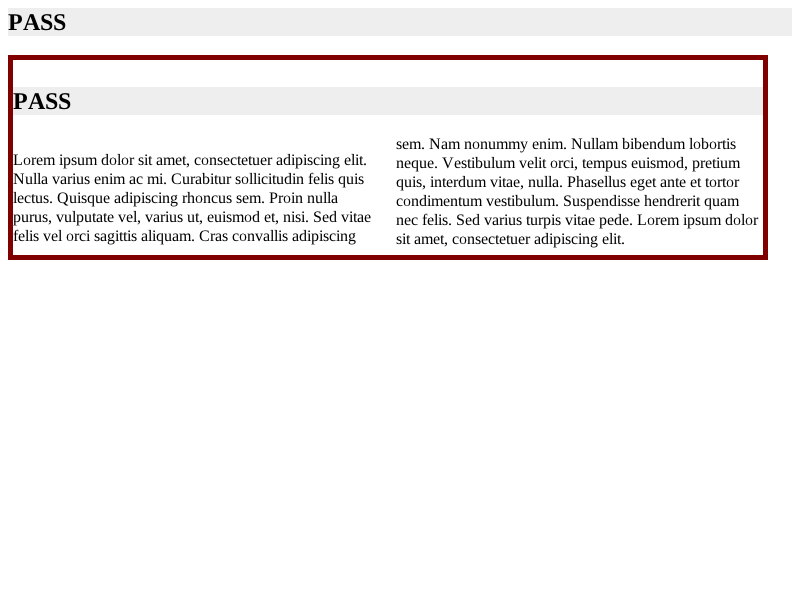 PASS
PASS
Lorem ipsum dolor sit amet, consectetuer adipiscing elit.
Nulla varius enim ac mi. Curabitur sollicitudin felis quis
lectus. Quisque adipiscing rhoncus sem. Proin nulla
purus, vulputate vel, varius ut, euismod et, nisi. Sed vitae
felis vel orci sagittis aliquam. Cras convallis adipiscing
sem. Nam nonummy enim. Nullam bibendum lobortis
neque. Vestibulum velit orci, tempus euismod, pretium
quis, interdum vitae, nulla. Phasellus eget ante et tortor
condimentum vestibulum. Suspendisse hendrerit quam
nec felis. Sed varius turpis vitae pede. Lorem ipsum dolor
sit amet, consectetuer adipiscing elit.